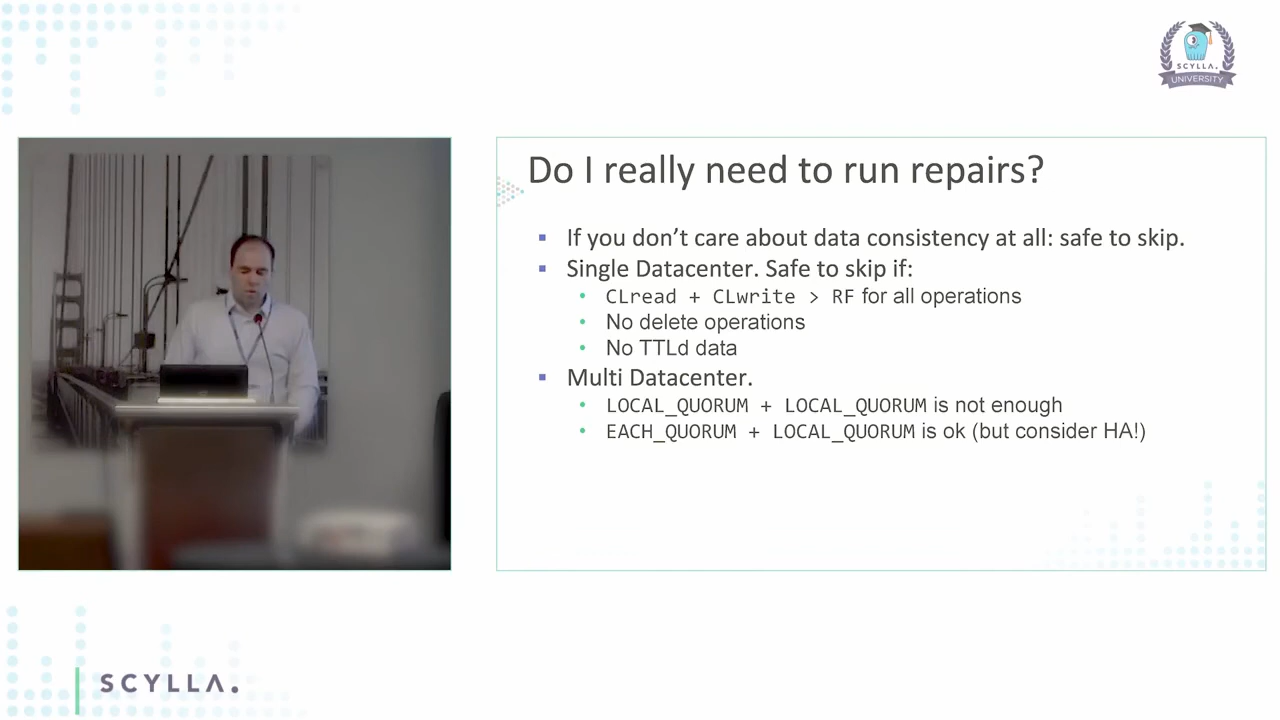 SCYLLA.
UNIVERSITY
Do I really need to run repairs?
If you don’t care about data consistency at all: safe to skip.
Single Datacenter. Safe to skip if:
CLread + CLwrite > RF for all operations
No delete operations
No TTLd data
Multi Datacenter.
LOCAL_QUORUM + LOCAL_QUORUM is not enough
EACH_QUORUM + LOCAL_QUORUM is ok (but consider HA!)
SCYLLA.